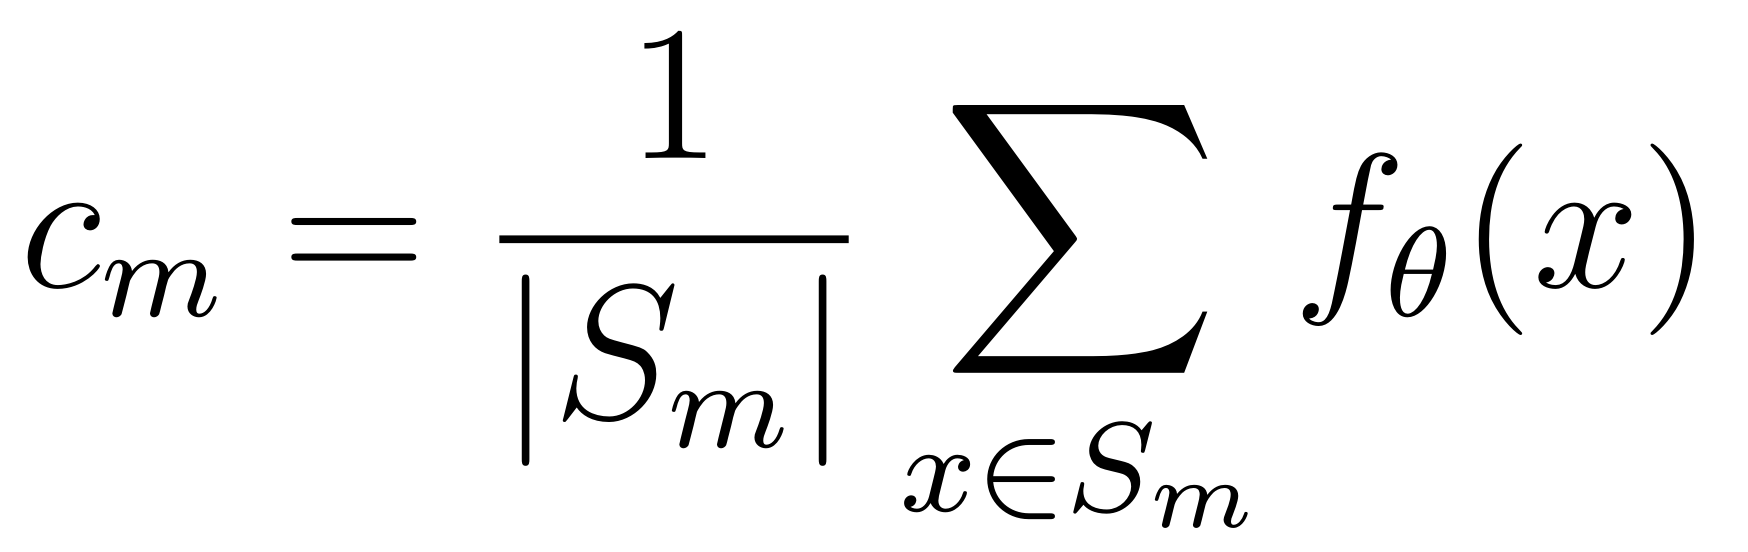 c_m = \frac{1}{|S_m|} \sum_{x \in S_m} f_\theta(x)